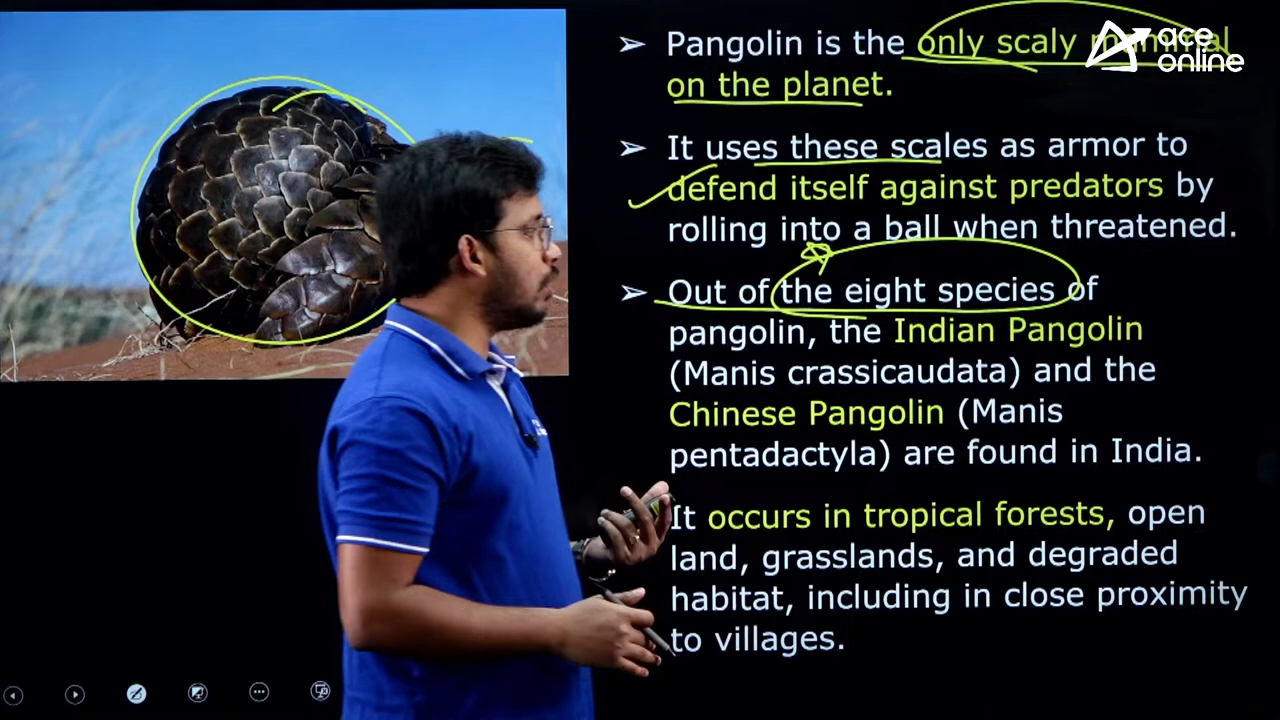 ➢ Pangolin is the only scaly mammal
on the planet.
➢ It uses these scales as armor to
defend itself against predators by
rolling into a ball when threatened.
➢ Out of the eight species of
pangolin, the Indian Pangolin
(Manis crassicaudata) and the
Chinese Pangolin (Manis
pentadactyla) are found in India.
It occurs in tropical forests, open
land, grasslands, and degraded
habitat, including in close proximity
to villages.
ace
online